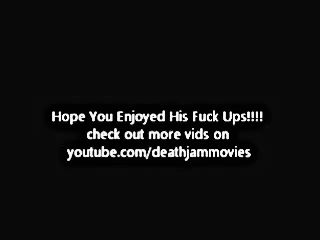 Hope You Enjoyed His Fuck Ups!!!!
check out more vids on
youtube.com/deathjammovies